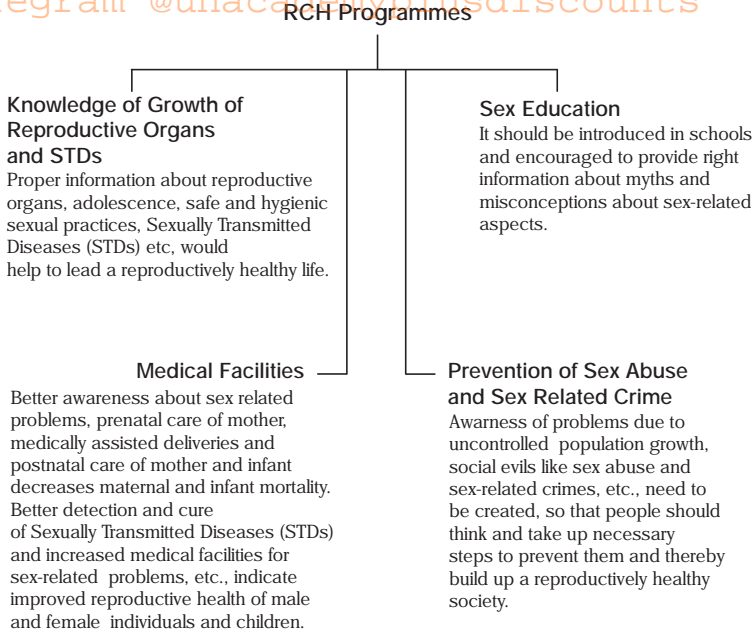 egram @unacademyplusdiscounts
RCH Programmes
Knowledge of Growth of
Reproductive Organs
and STDs
Proper information about reproductive
organs, adolescence, safe and hygienic
sexual practices, Sexually Transmitted
Diseases (STDs) etc, would
help to lead a reproductively healthy life.
Sex Education
It should be introduced in schools
and encouraged to provide right
information about myths and
misconceptions about sex-related
aspects.
Medical Facilities
Better awareness about sex related
problems, prenatal care of mother,
medically assisted deliveries and
postnatal care of mother and infant
decreases maternal and infant mortality.
Better detection and cure
of Sexually Transmitted Diseases (STDs)
and increased medical facilities for
sex-related problems, etc., indicate
improved reproductive health of male
and female individuals and children.
Prevention of Sex Abuse
and Sex Related Crime
Awarness of problems due to
uncontrolled population growth,
social evils like sex abuse and
sex-related crimes, etc., need to
be created, so that people should
think and take up necessary
steps to prevent them and thereby
build up a reproductively healthy
society.